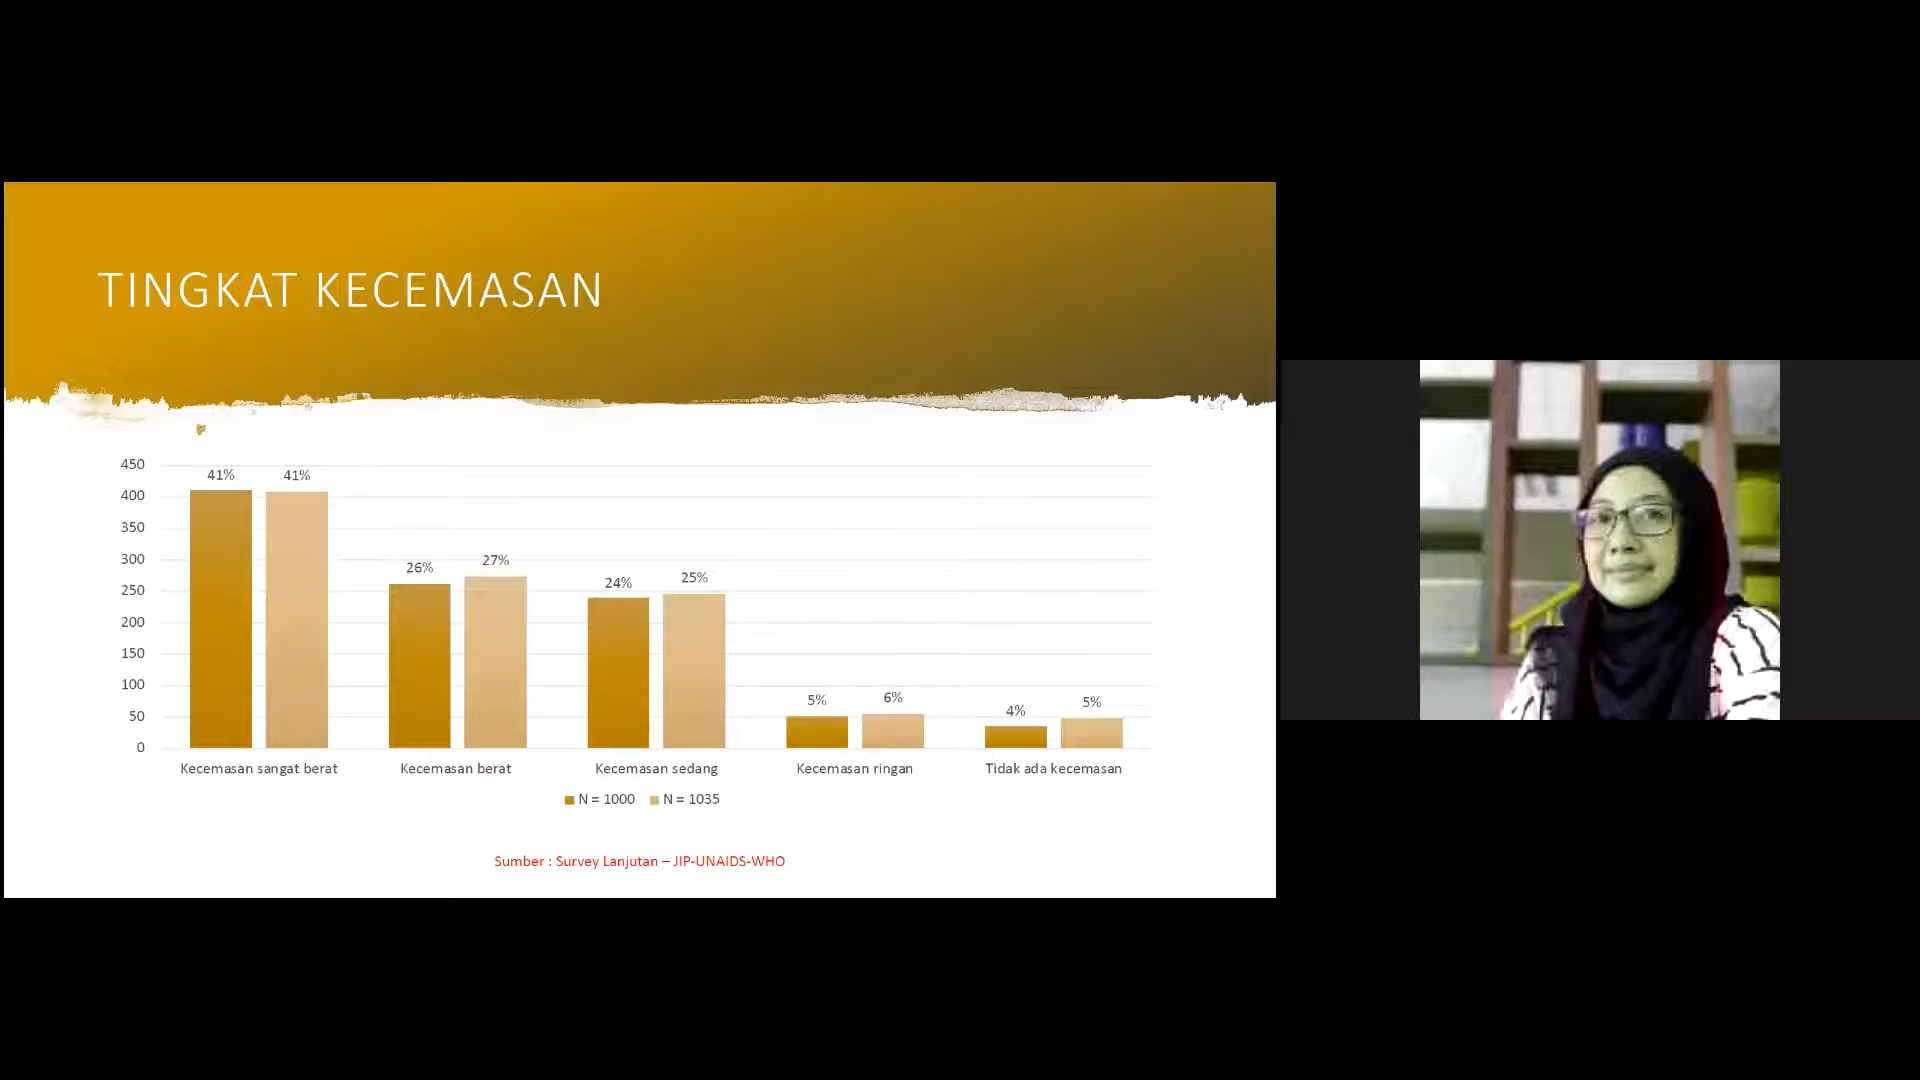 TINGKAT KECEMASAN
450
400
350
300
250
200
150
100
50
0
41%
41%
26%
27%
24%
25%
5%
6%
4%
5%
Kecemasan sangat berat
Kecemasan berat
Kecemasan sedang
Kecemasan ringan
Tidak ada kecemasan
N = 1000
N = 1035
Sumber : Survey Lanjutan – JIP-UNAIDS-WHO